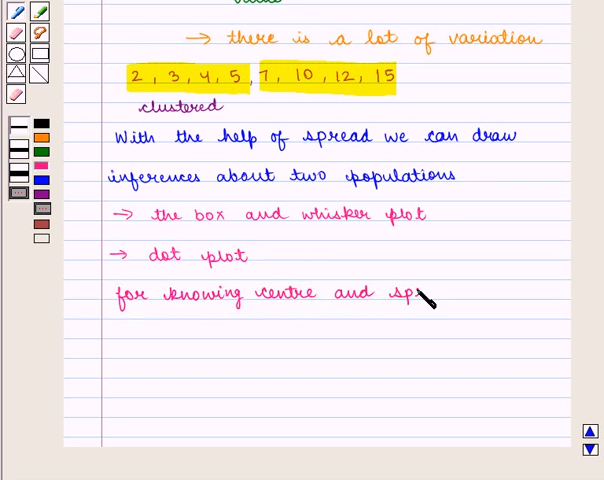 → there is a lot of variation
2, 3, 4, 5, 7, 10, 12, 15
clustered
With the help of spread we can draw
inferences about two populations
→ the box and whisker plot
→ dot plot
for knowing centre and sp